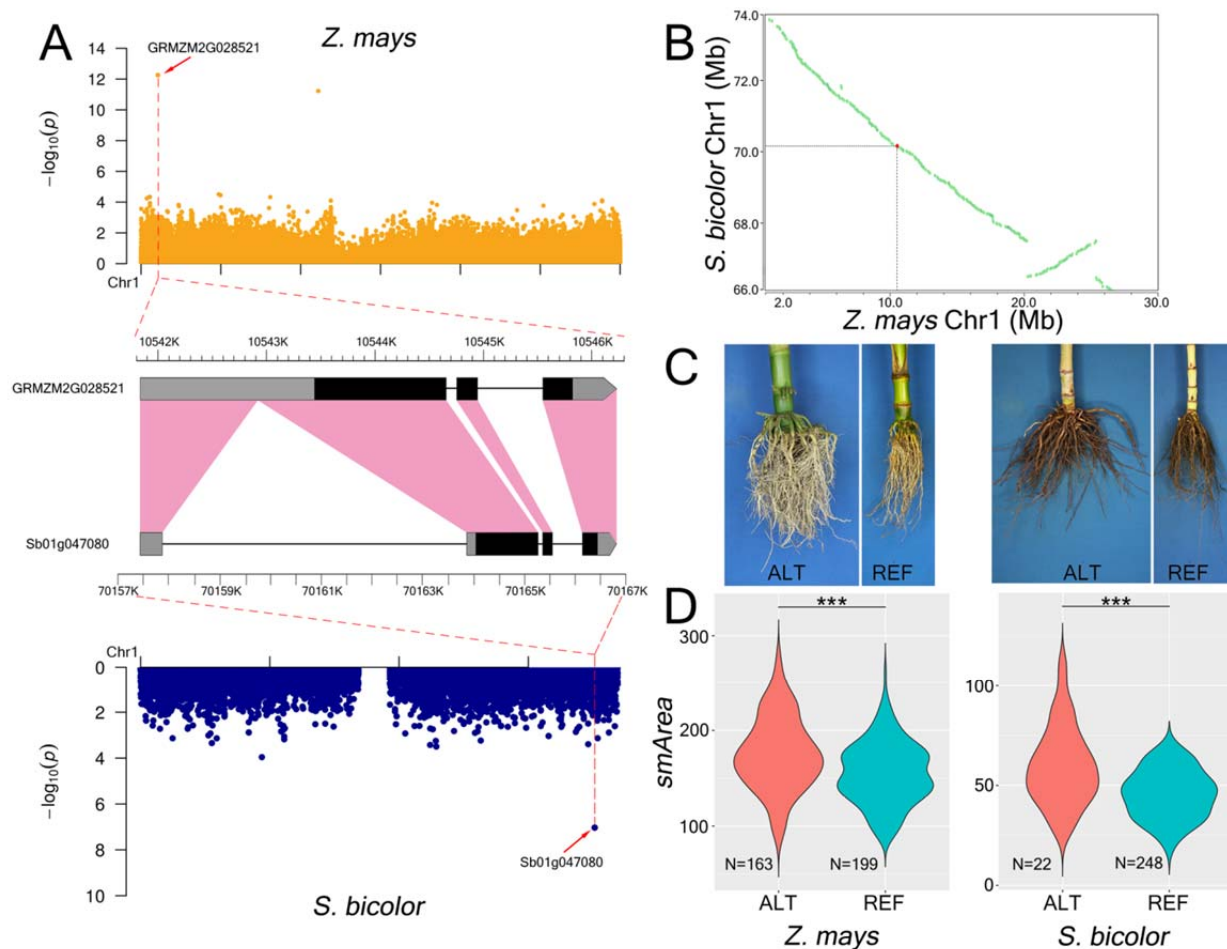 A
Z. mays
GRMZM2G028521
14
12
10
8
6
4
2
0
−log10(p)
Chr1
10542K
10543K
10544K
10545K
10546K
GRMZM2G028521
Sb01g047080
70157K
70159K
70161K
70163K
70165K
70167K
Chr1
0
2
4
6
8
10
−log10(p)
Sb01g047080
S. bicolor
B
74.0
72.0
70.0
68.0
66.0
S. bicolor Chr1 (Mb)
2.0
10.0
20.0
30.0
Z. mays Chr1 (Mb)
C
ALT
REF
ALT
REF
D
smArea
300
200
100
***
N=163
N=199
ALT
REF
Z. mays
100
50
0
***
N=22
N=248
ALT
REF
S. bicolor